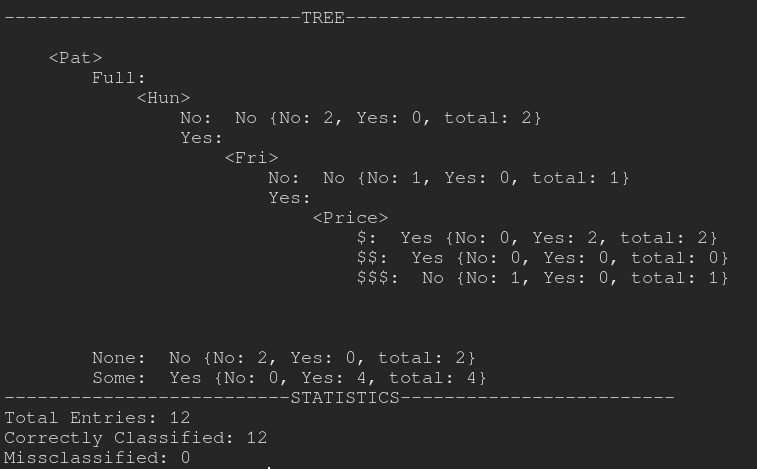 ---------------------------TREE-------------------------------
<Pat>
Full:
<Hun>
No:  No {No: 2, Yes: 0, total: 2}
Yes:
<Fri>
No:  No {No: 1, Yes: 0, total: 1}
Yes:
<Price>
$:  Yes {No: 0, Yes: 2, total: 2}
$$:  Yes {No: 0, Yes: 0, total: 0}
$$$:  No {No: 1, Yes: 0, total: 1}
None:  No {No: 2, Yes: 0, total: 2}
Some:  Yes {No: 0, Yes: 4, total: 4}
--------------------------STATISTICS-------------------------
Total Entries: 12
Correctly Classified: 12
Missclassified: 0